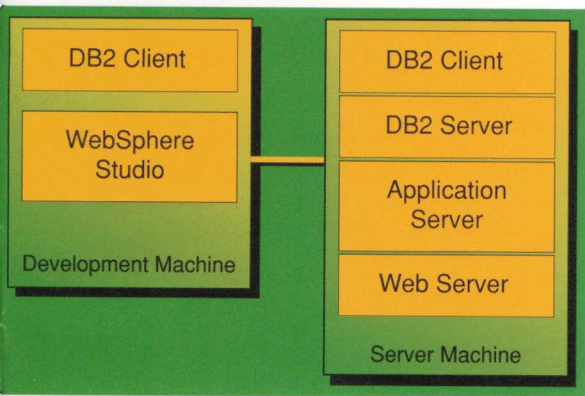 DB2 Client
WebSphere
Studio
Development Machine
DB2 Client
DB2 Server
Application
Server
Web Server
Server Machine